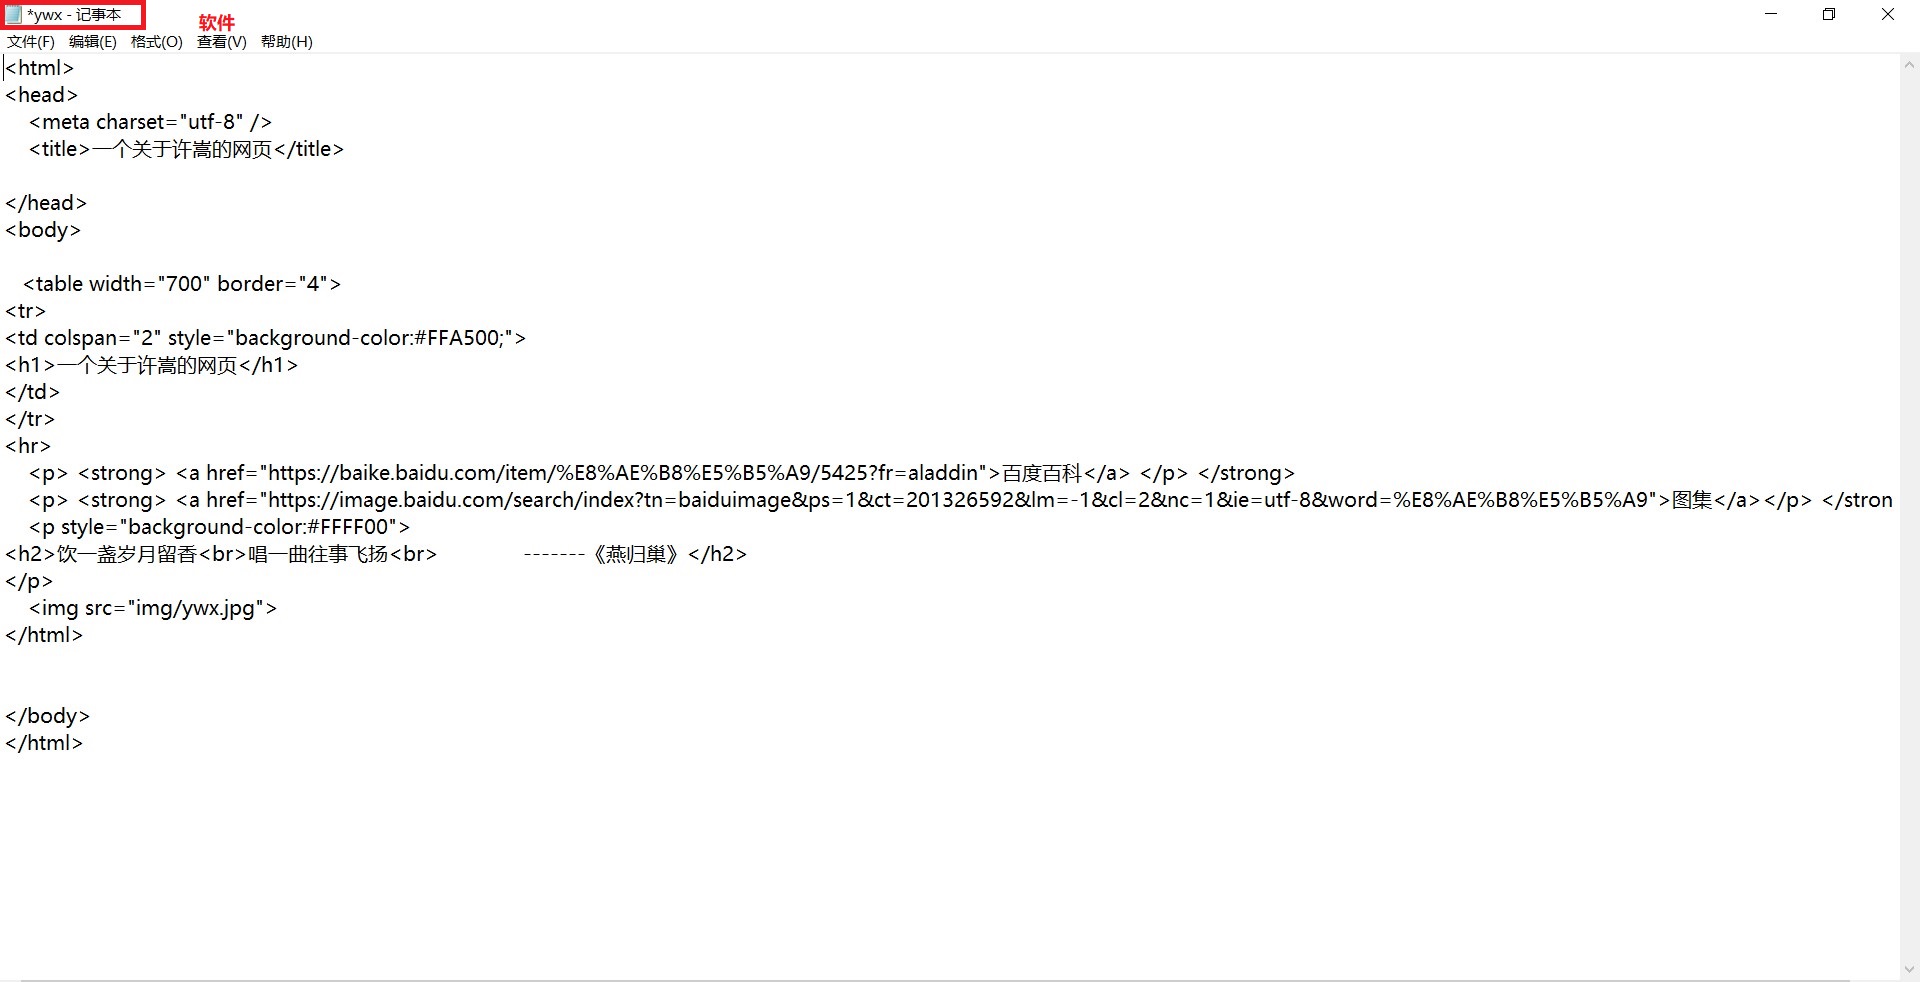 *ywx - 记事本
软件
文件(F) 编辑(E) 格式(O) 查看(V) 帮助(H)
<html>
<head>
    <meta charset="utf-8" />
    <title>一个关于许嵩的网页</title>
</head>
<body>
   <table width="700" border="4">
<tr>
<td colspan="2" style="background-color:#FFA500;">
<h1>一个关于许嵩的网页</h1>
</td>
</tr>
<hr>
    <p> <strong> <a href="https://baike.baidu.com/item/%E8%AE%B8%E5%B5%A9/5425?fr=aladdin">百度百科</a> </p> </strong>
    <p> <strong> <a href="https://image.baidu.com/search/index?tn=baiduimage&ps=1&ct=201326592&lm=-1&cl=2&nc=1&ie=utf-8&word=%E8%AE%B8%E5%B5%A9">图集</a></p> </stron
    <p style="background-color:#FFFF00">
<h2>饮一盏岁月留香<br>唱一曲往事飞扬<br>              -------《燕归巢》</h2>
</p>
    <img src="img/ywx.jpg">
</html>
</body>
</html>